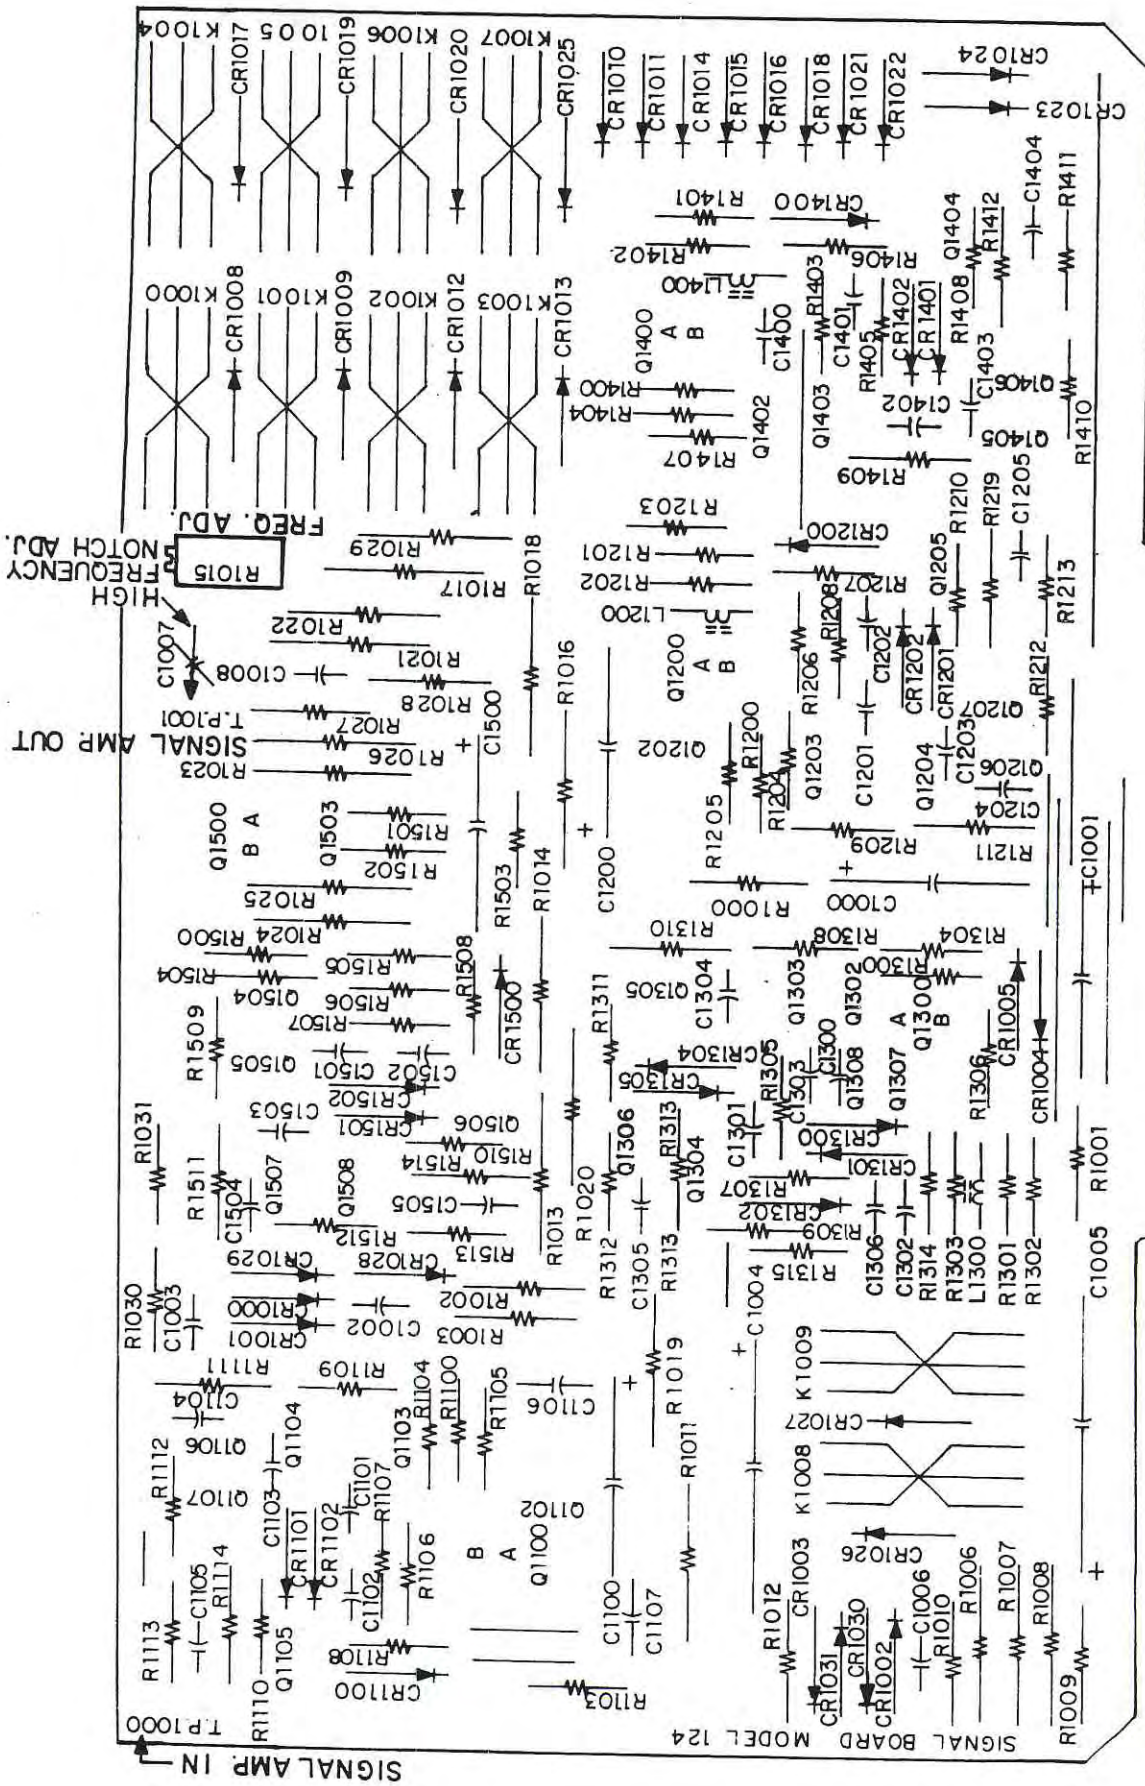 K1004
CR1017
1005
CR1019
K1006
CR1020
K1007
CR1025
CR1010
CR1011
CR1014
CR1015
CR1016
CR1018
CR1021
CR1022
CR1024
CR1023
K1000
CR1008
K1001
CR1009
K1002
CR1012
K1003
CR1013
R1401
R1402
L1400
CR1400
Q1404
R1412
C1404
R1411
Q1400
A
B
C1400
R1403
C1401
R1406
R1405
CR1402
CR1401
R1408
C1403
R1400
R1404
R1407
Q1402
Q1403
C1402
R1409
Q1405
Q1406
R1410
HIGH
FREQUENCY
NOTCH ADJ.
FREQ. ADJ.
R1015
R1029
R1017
R1018
R1203
R1201
R1202
L1200
CR1200
R1207
Q1205
R1210
R1219
C1205
R1213
C1007
R1022
R1021
C1008
R1028
R1016
Q1200
A
B
R1206
R1208
C1202
CR1202
CR1201
R1212
SIGNAL AMP. OUT
T.P.1001
R1027
R1026
R1023
+
C1500
Q1202
R1200
R1205
R1204
Q1203
C1201
Q1204
C1203
Q1207
Q1206
C1204
Q1500
B A
Q1503
R1501
R1502
R1503
R1014
+
C1200
R1209
R1211
+
C1001
R1025
R1024
R1500
R1504
Q1504
R1505
R1506
R1507
R1508
CR1500
R1000
+
C1000
R1310
Q1305
C1304
R1308
Q1303
Q1302
R1304
R1300
A
B
Q1300
CR1005
CR1004
R1509
Q1505
C1501
C1502
CR1502
CR1501
C1503
Q1506
R1510
R1514
R1311
CR1304
CR1305
R1305
C1303
C1300
Q1308
Q1307
R1306
R1031
R1511
C1504
Q1507
Q1508
R1512
C1505
R1513
R1013
R1020
Q1306
R1313
Q1304
C1301
CR1300
CR1301
R1307
CR1302
R1309
R1315
R1001
R1030
C1003
CR1029
CR1000
CR1001
CR1028
C1002
R1002
R1003
R1312
C1305
R1313
C1004
+
C1306
C1302
R1314
R1303
L1300
R1301
R1302
C1005
R1111
C1104
Q1106
R1109
Q1104
R1104
R1100
R1105
Q1103
C1106
+
R1019
K1009
CR1027
K1008
R1112
Q1107
C1103
CR1101
CR1102
C1101
R1107
R1106
C1102
B
A
Q1100
Q1102
R1011
C1100
C1107
R1113
C1105
R1114
R1110
Q1105
R1108
CR1100
R1103
R1012
CR1003
CR1031
CR1030
CR1002
CR1026
C1006
R1010
R1006
R1007
R1008
R1009
+
T.P.1000
SIGNAL AMP. IN
SIGNAL BOARD MODEL 124